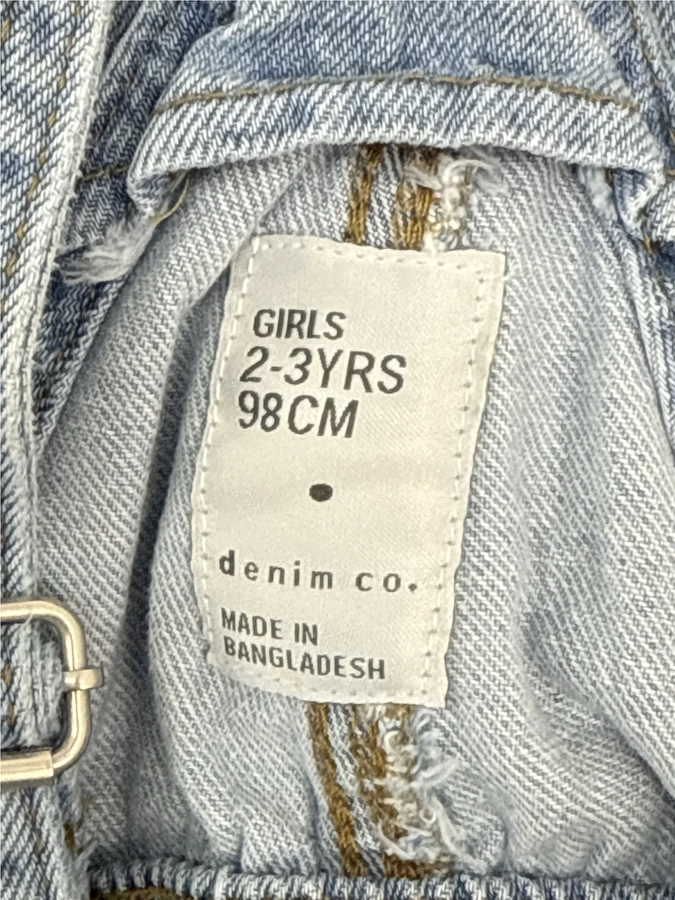 GIRLS
2-3YRS
98CM
denim co.
MADE IN
BANGLADESH